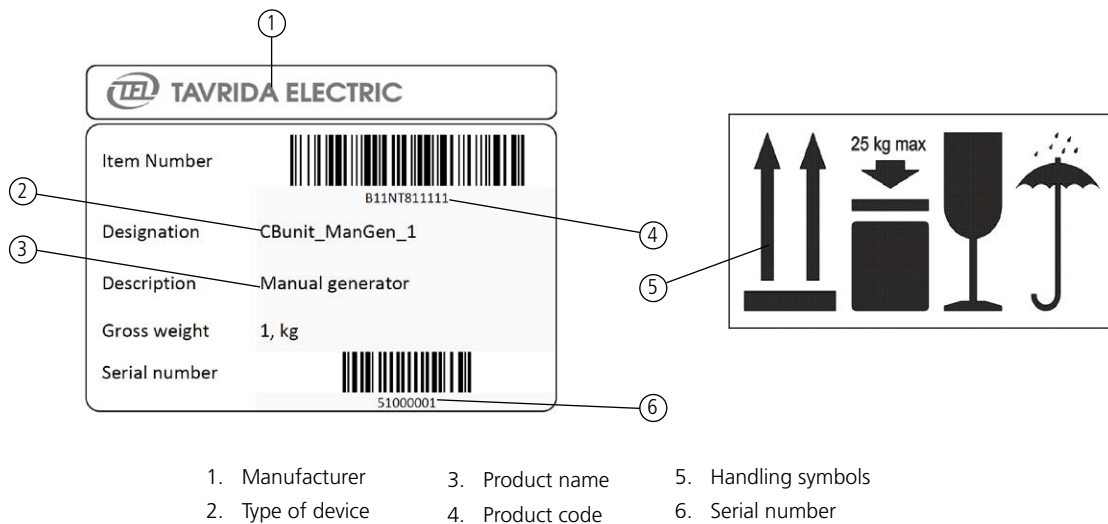 1
TEL TAVRIDA ELECTRIC
Item Number
B11NT811111
2
4
Designation CBunit_ManGen_1
3
Description Manual generator
5
Gross weight 1, kg
Serial number
51000001
6
25 kg max
1. Manufacturer
2. Type of device
3. Product name
4. Product code
5. Handling symbols
6. Serial number